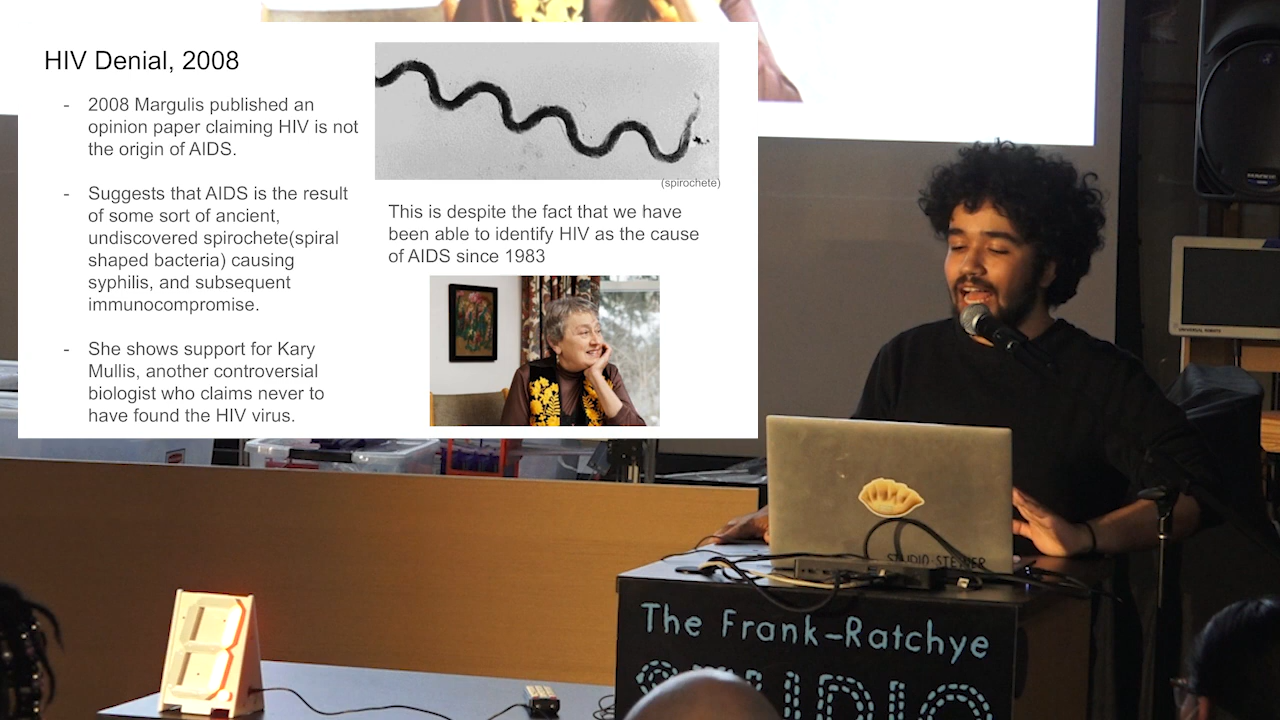 HIV Denial, 2008
- 2008 Margulis published an
opinion paper claiming HIV is not
the origin of AIDS.
- Suggests that AIDS is the result
of some sort of ancient,
undiscovered spirochete(spiral
shaped bacteria) causing
syphilis, and subsequent
immunocompromise.
- She shows support for Kary
Mullis, another controversial
biologist who claims never to
have found the HIV virus.
(spirochete)
This is despite the fact that we have
been able to identify HIV as the cause
of AIDS since 1983
UNIVERSAL ROBOTS
The Frank-Ratchye
STUDIO